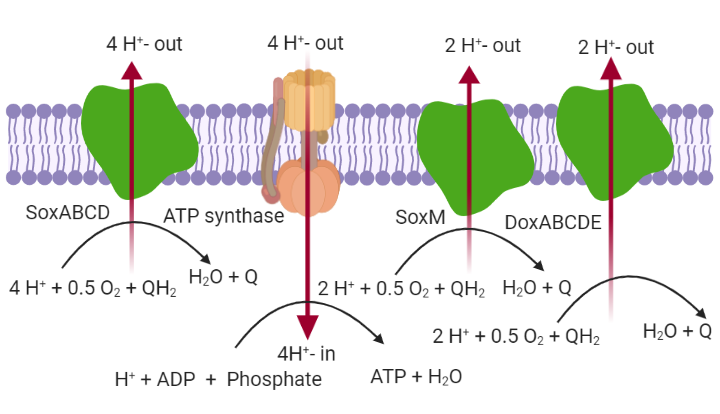 4 H⁺- out
4 H⁺- out
2 H⁺- out
2 H⁺- out
SoxABCD
ATP synthase
SoxM
DoxABCDE
4 H⁺ + 0.5 O₂ + QH₂
H₂O + Q
2 H⁺ + 0.5 O₂ + QH₂
H₂O + Q
2 H⁺ + 0.5 O₂ + QH₂
H₂O + Q
4H⁺- in
H⁺ + ADP + Phosphate
ATP + H₂O